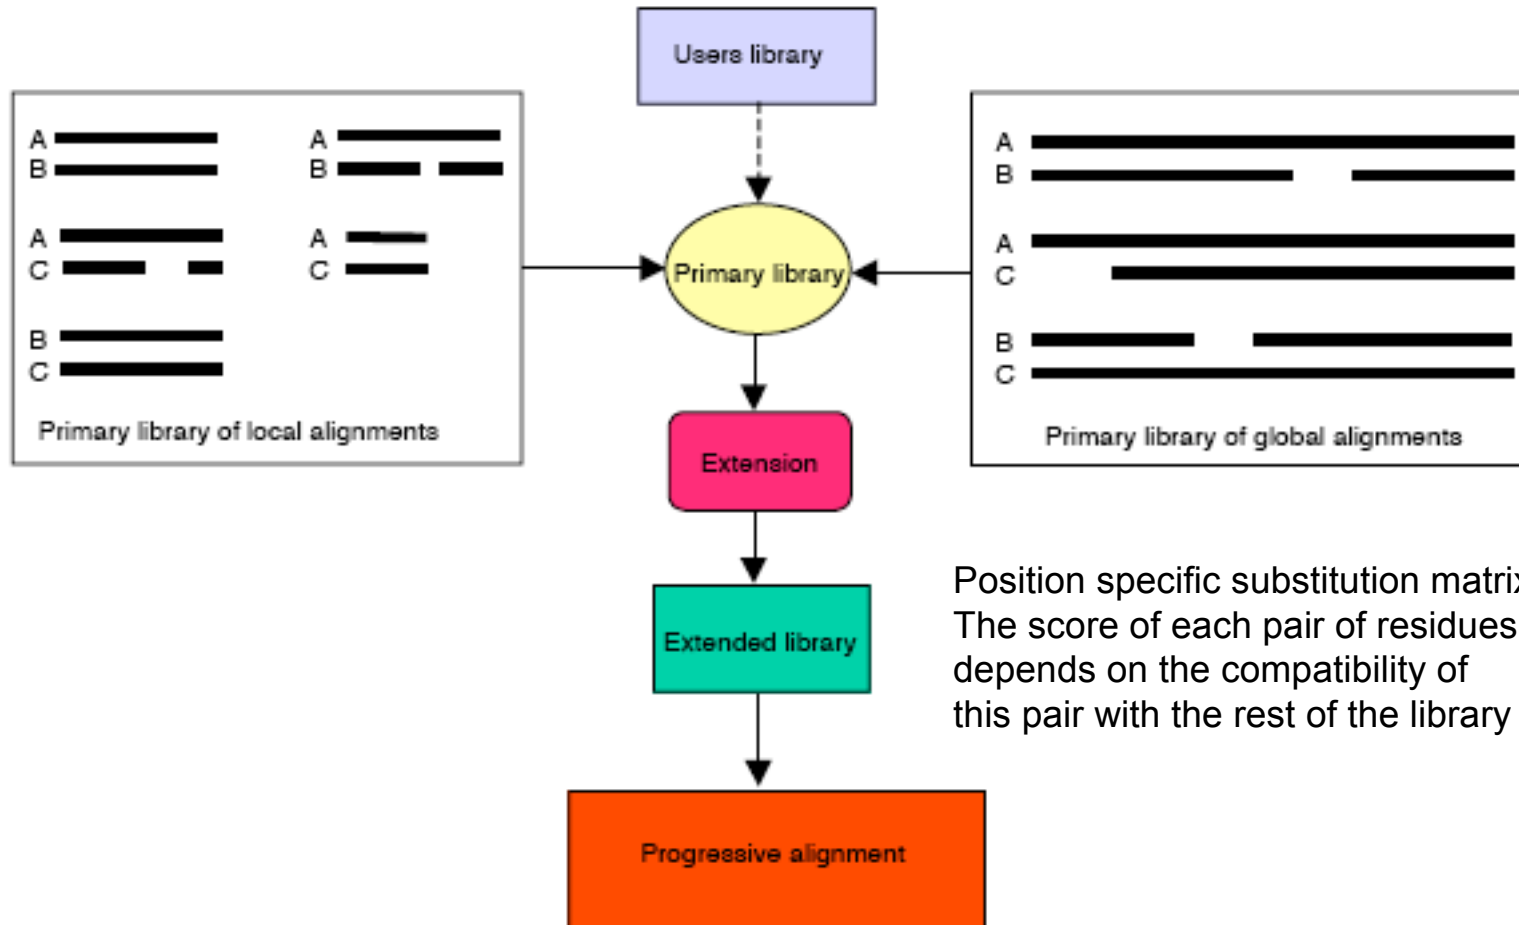 Users library
A
B
A
B
A
C
A
C
B
C
Primary library of local alignments
Primary library
A
B
A
C
B
C
Primary library of global alignments
Extension
Extended library
Position specific substitution matrix
The score of each pair of residues
depends on the compatibility of
this pair with the rest of the library
Progressive alignment